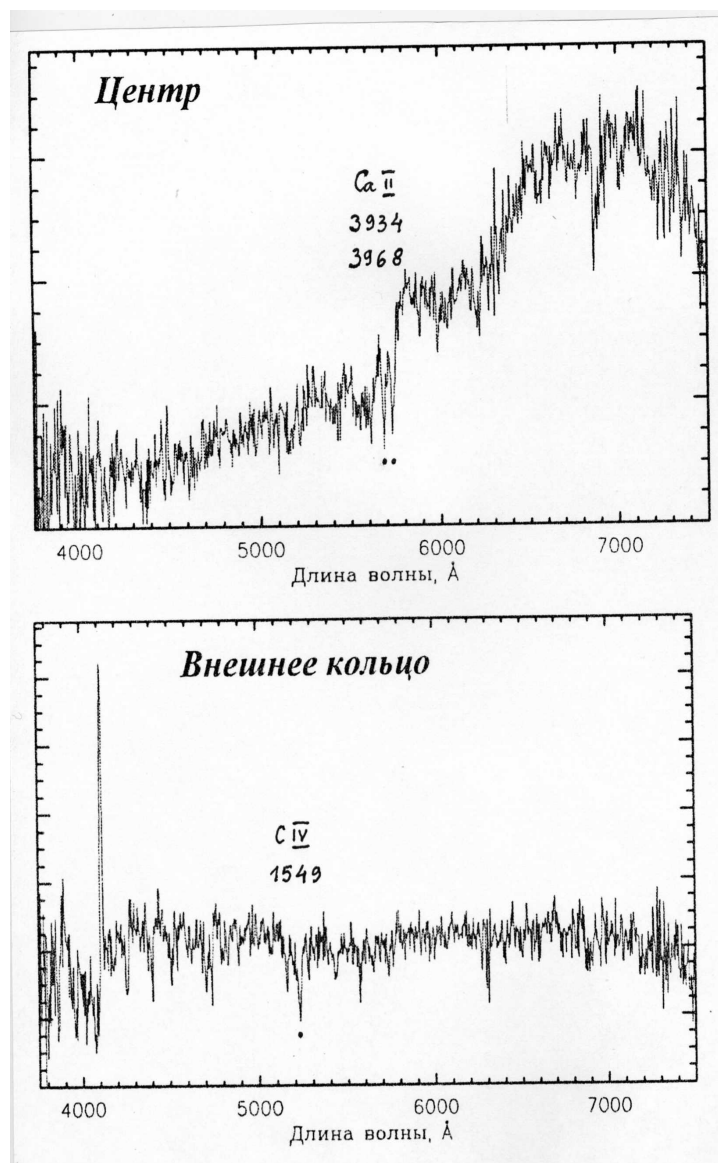 Центр
Ca II
3934
3968
4000 5000 6000 7000
Длина волны, Å
Внешнее кольцо
C IV
1549
4000 5000 6000 7000
Длина волны, Å